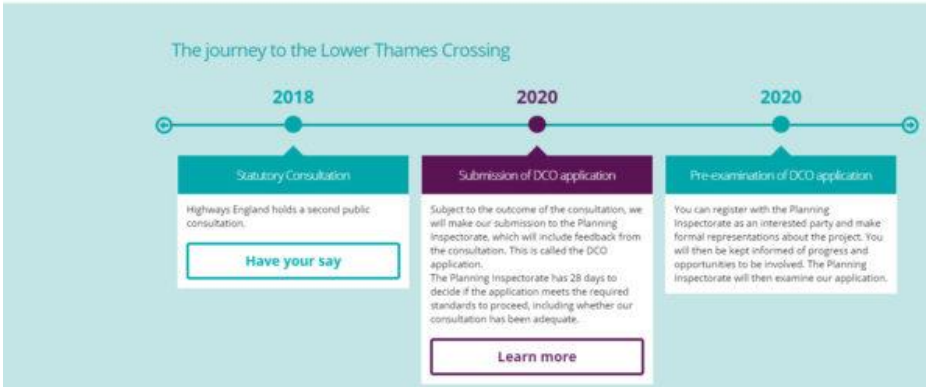 The journey to the Lower Thames Crossing
2018
2020
2020
Statutory Consultation
Highways England holds a second public
consultation.
Have your say
Submission of DCO application
Subject to the outcome of the consultation, we
will make our submission to the Planning
Inspectorate, which will include feedback from
the consultation. This is called the DCO
application.
The Planning Inspectorate has 28 days to
decide if the application meets the required
standards to proceed, including whether our
consultation has been adequate.
Learn more
Pre-examination of DCO application
You can register with the Planning
Inspectorate as an interested party and make
formal representations about the project. You
will then be kept informed of progress and
opportunities to be involved. The Planning
Inspectorate will then examine our application.